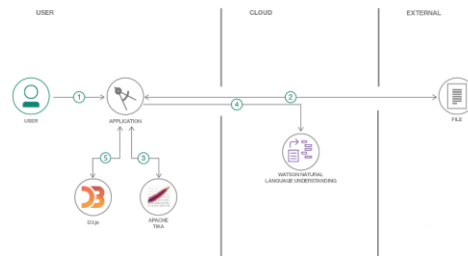 USER
CLOUD
EXTERNAL
1
2
4
USER
APPLICATION
FILE
5
3
WATSON NATURAL
LANGUAGE UNDERSTANDING
D3.js
APACHE
TIKA